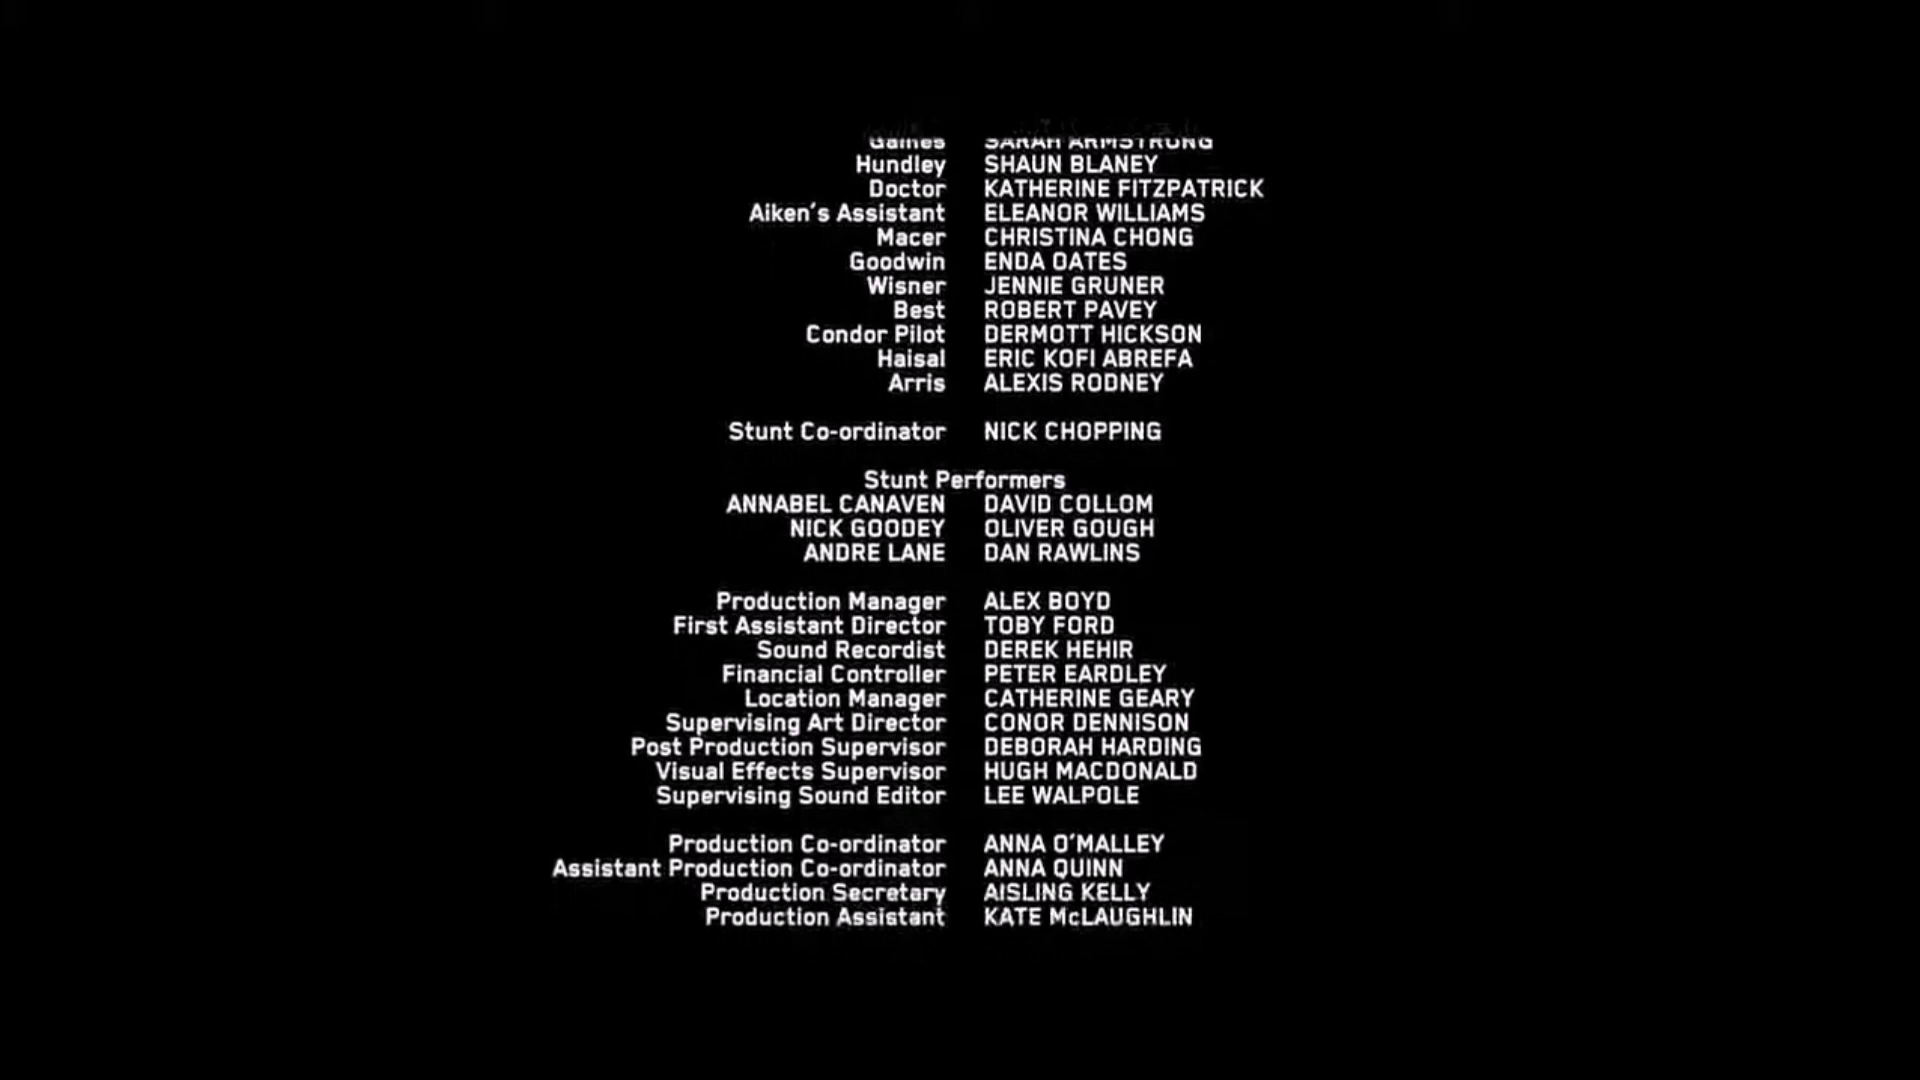 Games SARAH ARMSTRONG
Hundley SHAUN BLANEY
Doctor KATHERINE FITZPATRICK
Aiken's Assistant ELEANOR WILLIAMS
Macer CHRISTINA CHONG
Goodwin ENDA OATES
Wisner JENNIE GRUNER
Best ROBERT PAVEY
Condor Pilot DERMOTT HICKSON
Haisal ERIC KOFI ABREFA
Arris ALEXIS RODNEY
Stunt Co-ordinator NICK CHOPPING
Stunt Performers
ANNABEL CANAVEN DAVID COLLOM
NICK GOODEY OLIVER GOUGH
ANDRE LANE DAN RAWLINS
Production Manager ALEX BOYD
First Assistant Director TOBY FORD
Sound Recordist DEREK HEHIR
Financial Controller PETER EARDLEY
Location Manager CATHERINE GEARY
Supervising Art Director CONOR DENNISON
Post Production Supervisor DEBORAH HARDING
Visual Effects Supervisor HUGH MACDONALD
Supervising Sound Editor LEE WALPOLE
Production Co-ordinator ANNA O'MALLEY
Assistant Production Co-ordinator ANNA QUINN
Production Secretary AISLING KELLY
Production Assistant KATE McLAUGHLIN